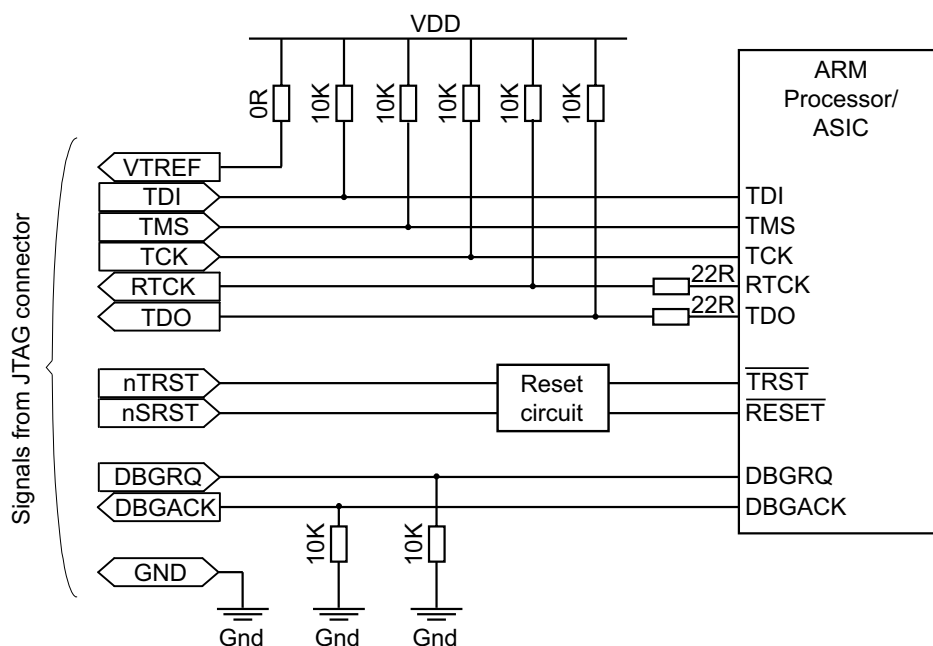 VDD
0R
10K
10K
10K
10K
10K
ARM
Processor/
ASIC
Signals from JTAG connector
VTREF
TDI
TDI
TMS
TMS
TCK
TCK
RTCK
22R
RTCK
TDO
22R
TDO
nTRST
Reset
circuit
TRST
nSRST
RESET
DBGRQ
DBGRQ
DBGACK
DBGACK
10K
10K
GND
Gnd
Gnd
Gnd